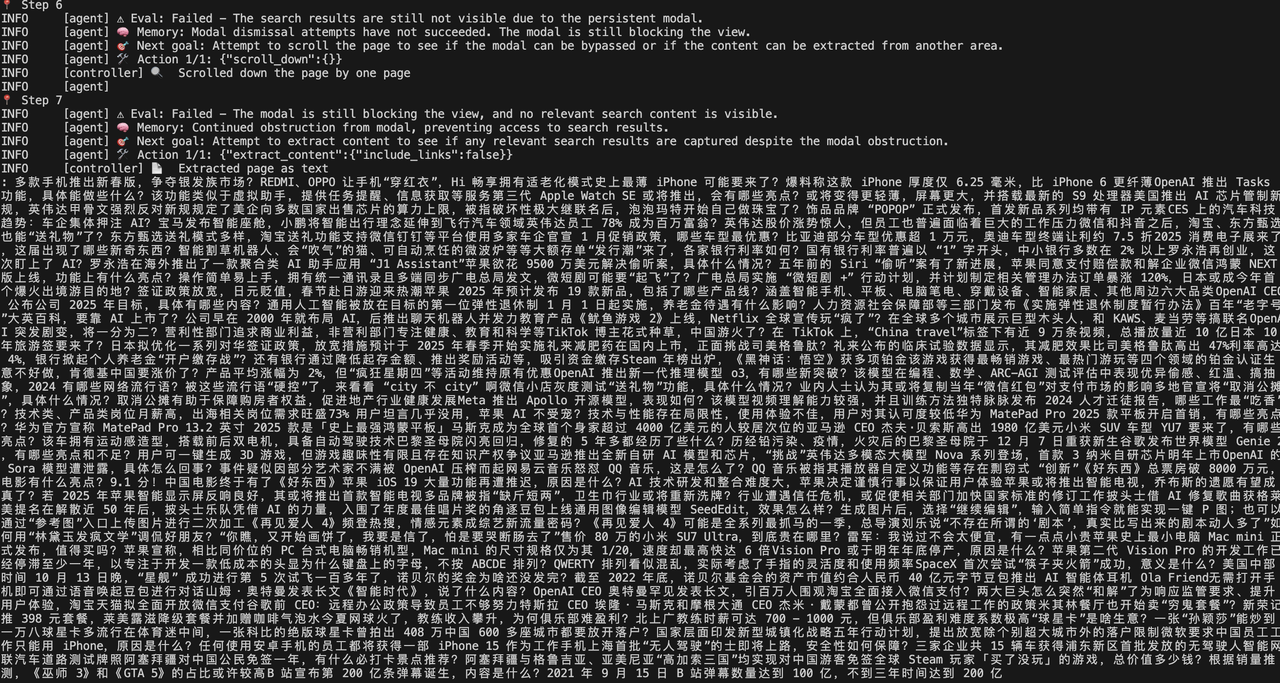 📍 Step 6
INFO     [agent] ⚠ Eval: Failed – The search results are still not visible due to the persistent modal.
INFO     [agent] 🧠 Memory: Modal dismissal attempts have not succeeded. The modal is still blocking the view.
INFO     [agent] 🎯 Next goal: Attempt to scroll the page to see if the modal can be bypassed or if the content can be extracted from another area.
INFO     [agent] 🛠 Action 1/1: {"scroll_down":{}}
INFO     [controller] 🔍  Scrolled down the page by one page
INFO     [agent]
📍 Step 7
INFO     [agent] ⚠ Eval: Failed – The modal is still blocking the view, and no relevant search content is visible.
INFO     [agent] 🧠 Memory: Continued obstruction from modal, preventing access to search results.
INFO     [agent] 🎯 Next goal: Attempt to extract content to see if any relevant search results are captured despite the modal obstruction.
INFO     [agent] 🛠 Action 1/1: {"extract_content":{"include_links":false}}
INFO     [controller] 📄  Extracted page as text
: 多款手机推出新春版，争夺银发族市场？REDMI、OPPO 让手机“穿红衣”，Hi 畅享拥有适老化模式史上最薄 iPhone 可能要来了？爆料称这款 iPhone 厚度仅 6.25 毫米，比 iPhone 6 更纤薄OpenAI 推出 Tasks
功能，具体能做些什么？该功能类似于虚拟助手，提供任务提醒、信息获取等服务第三代 Apple Watch SE 或将推出，会有哪些亮点？或将变得更轻薄，屏幕更大，并搭载最新的 S9 处理器美国推出 AI 芯片管制新
规，英伟达甲骨文强烈反对新规规定了美企向多数国家出售芯片的算力上限，被指破坏性极大继联名后，泡泡玛特开始自己做珠宝了？饰品品牌 “POPOP” 正式发布，首发新品系列均带有 IP 元素CES 上的汽车科技
趋势：车企集体押注 AI？宝马发布智能座舱，小鹏将智能出行理念延伸到飞行汽车领域英伟达员工 78% 成为百万富翁？英伟达股价涨势惊人，但员工也普遍面临着巨大的工作压力微信和抖音之后，淘宝、东方甄选
也能“送礼物”了？东方甄选送礼模式多样，淘宝送礼功能支持微信钉钉等平台使用多家车企官宣 1 月促销政策，哪些车型最优惠？比亚迪部分车型优惠超 1 万元，奥迪车型终端让利约 7.5 折2025 消费电子展来了
，这届出现了哪些新奇东西？智能割草机器人、会“吹气”的猫、可自动烹饪的微波炉等等大额存单“发行潮”来了，各家银行利率如何？国有银行利率普遍以 “1” 字开头，中小银行多数在 2% 以上罗永浩再创业，这
次盯上了 AI？罗永浩在海外推出了一款聚合类 AI 助手应用 “J1 Assistant”苹果欲花 9500 万美元解决偷听案，具体什么情况？五年前的 Siri “偷听”案有了新进展，苹果同意支付赔偿款和解企业微信鸿蒙 NEXT
版上线，功能上有什么亮点？操作简单易上手，拥有统一通讯录且多端同步广电总局发文，微短剧可能要“起飞”了？广电总局实施 “微短剧 +” 行动计划，并计划制定相关管理办法订单暴涨 120%，日本或成今年首
个爆火出境游目的地？签证政策放宽，日元贬值，春节赴日游迎来热潮苹果 2025 年预计发布 19 款新品，包括了哪些产品线？涵盖智能手机、平板、电脑笔电、穿戴设备、智能家居、其他周边六大品类OpenAI CEO
 公布公司 2025 年目标，具体有哪些内容？通用人工智能被放在目标的第一位弹性退休制 1 月 1 日起实施，养老金待遇有什么影响？人力资源社会保障部等三部门发布《实施弹性退休制度暂行办法》百年“老字号
”大英百科，要靠 AI 上市了？公司早在 2000 年就布局 AI，后推出聊天机器人并发力教育产品《鱿鱼游戏 2》上线，Netflix 全球宣传玩“疯了”？在全球多个城市展示巨型木头人，和 KAWS、麦当劳等搞联名OpenA
I 突发剧变，将一分为二？营利性部门追求商业利益，非营利部门专注健康、教育和科学等TikTok 博主花式种草，中国游火了？在 TikTok 上，“China travel”标签下有近 9 万条视频，总播放量近 10 亿日本 10
年旅游签要来了？日本拟优化一系列对华签证政策，放宽措施预计于 2025 年春季开始实施礼来减肥药在国内上市，正面挑战司美格鲁肽？礼来公布的临床试验数据显示，其减肥效果比司美格鲁肽高出 47%利率高达
 4%，银行掀起个人养老金“开户缴存战”？还有银行通过降低起存金额、推出奖励活动等，吸引资金缴存Steam 年榜出炉，《黑神话：悟空》获多项铂金该游戏获得最畅销游戏、最热门游玩等四个领域的铂金认证生
意不好做，肯德基中国要涨价了？产品平均涨幅为 2%，但“疯狂星期四”等活动维持原有优惠OpenAI 推出新一代推理模型 o3，有哪些新突破？该模型在编程、数学、ARC-AGI 测试评估中表现优异偷感、红温、搞抽
象，2024 有哪些网络流行语？被这些流行语“硬控”了，来看看 “city 不 city” 啊微信小店灰度测试“送礼物”功能，具体什么情况？业内人士认为其或将复制当年“微信红包”对支付市场的影响多地官宣将“取消公摊
”，具体什么情况？取消公摊有助于保障购房者权益，促进地产行业健康发展Meta 推出 Apollo 开源模型，表现如何？该模型视频理解能力较强，并且训练方法独特脉脉发布 2024 人才迁徙报告，哪些工作最“吃香”
？技术类、产品类岗位月薪高，出海相关岗位需求旺盛73% 用户坦言几乎没用，苹果 AI 不受宠？技术与性能存在局限性，使用体验不佳，用户对其认可度较低华为 MatePad Pro 2025 款平板开启首销，有哪些亮点
？华为官方宣称 MatePad Pro 13.2 英寸 2025 款是「史上最强鸿蒙平板」马斯克成为全球首个身家超过 4000 亿美元的人较居次位的亚马逊 CEO 杰夫·贝索斯高出 1980 亿美元小米 SUV 车型 YU7 要来了，有哪些
亮点？该车拥有运动感造型，搭载前后双电机，具备自动驾驶技术巴黎圣母院闪亮回归，修复的 5 年多都经历了些什么？历经铅污染、疫情，火灾后的巴黎圣母院于 12 月 7 日重获新生谷歌发布世界模型 Genie 2
，有哪些亮点和不足？用户可一键生成 3D 游戏，但游戏趣味性有限且存在知识产权争议亚马逊推出全新自研 AI 模型和芯片，“挑战”英伟达多模态大模型 Nova 系列登场，首款 3 纳米自研芯片明年上市OpenAI 的
 Sora 模型遭泄露，具体怎么回事？事件疑似因部分艺术家不满被 OpenAI 压榨而起网易云音乐怒怼 QQ 音乐，这是怎么了？QQ 音乐被指其播放器自定义功能等存在剽窃式 “创新”《好东西》总票房破 8000 万元，
电影有什么亮点？9.1 分！中国电影终于有了《好东西》苹果 iOS 19 大量功能再遭推迟，原因是什么？AI 技术研发和整合难度大，苹果决定谨慎行事以保证用户体验苹果或将推出智能电视，乔布斯的遗愿有望成
真了？若 2025 年苹果智能显示屏反响良好，其或将推出首款智能电视多品牌被指“缺斤短两”，卫生巾行业或将重新洗牌？行业遭遇信任危机，或促使相关部门加快国家标准的修订工作披头士借 AI 修复歌曲获格莱
美提名在解散近 50 年后，披头士乐队凭借 AI 的力量，入围了年度最佳唱片奖的角逐豆包上线通用图像编辑模型 SeedEdit，效果怎么样？生成图片后，选择“继续编辑”，输入简单指令就能实现一键 P 图；也可以
通过“参考图”入口上传图片进行二次加工《再见爱人 4》频登热搜，情感元素成综艺新流量密码？《再见爱人 4》可能是全系列最抓马的一季，总导演刘乐说“不存在所谓的‘剧本’，真实比写出来的剧本动人多了”如
何用“林黛玉发疯文学”调侃好朋友？“你瞧，又开始画饼了，我要是信了，怕是要哭断肠去了”售价 80 万的小米 SU7 Ultra，到底贵在哪里？雷军：我说过不会太便宜，有一点点小贵苹果史上最小电脑 Mac mini 正
式发布，值得买吗？苹果宣称，相比同价位的 PC 台式电脑畅销机型，Mac mini 的尺寸规格仅为其 1/20，速度却最高快达 6 倍Vision Pro 或于明年年底停产，原因是什么？苹果第二代 Vision Pro 的开发工作已
经停滞至少一年，以专注于开发一款低成本的头显为什么键盘上的字母，不按 ABCDE 排列？QWERTY 排列看似混乱，实际考虑了手指的灵活度和使用频率SpaceX 首次尝试“筷子夹火箭”成功，意义是什么？美国中部
时间 10 月 13 日晚，“星舰” 成功进行第 5 次试飞一百多年了，诺贝尔的奖金为啥还没发完？截至 2022 年底，诺贝尔基金会的资产市值约合人民币 40 亿元字节豆包推出 AI 智能体耳机 Ola Friend无需打开手
机即可通过语音唤起豆包进行对话山姆·奥特曼发表长文《智能时代》，说了什么内容？OpenAI CEO 奥特曼罕见发表长文，引百万人围观淘宝全面接入微信支付？两大巨头怎么突然“和解”了为响应监管要求、提升
用户体验，淘宝天猫拟全面开放微信支付谷歌前 CEO：远程办公政策导致员工不够努力特斯拉 CEO 埃隆·马斯克和摩根大通 CEO 杰米·戴蒙都曾公开抱怨过远程工作的政策米其林餐厅也开始卖“穷鬼套餐”？新荣记
推 398 元套餐，莱美露滋降级套餐并加赠咖啡气泡水今夏网球火了，教练收入攀升，为何俱乐部难盈利？北上广教练时薪可达 700 - 1000 元，但俱乐部盈利难度系数极高“球星卡”是啥生意？一张“孙颖莎”能炒到
一万八球星卡多流行在体育迷中间，一张科比的绝版球星卡曾拍出 408 万中国 600 多座城市都要放开落户？国家层面印发新型城镇化战略五年行动计划，提出放宽除个别超大城市外的落户限制微软要求中国员工工
作只能用 iPhone，原因是什么？任何使用安卓手机的员工都将获得一部 iPhone 15 作为工作手机上海首批“无人驾驶”的士即将上路，安全性如何保障？三家企业共 15 辆车获得浦东新区首批发放的无驾驶人智能网
联汽车道路测试牌照阿塞拜疆对中国公民免签一年，有什么必打卡景点推荐？阿塞拜疆与格鲁吉亚、亚美尼亚“高加索三国”均实现对中国游客免签全球 Steam 玩家「买了没玩」的游戏，总价值多少钱？根据销量推
测，《巫师 3》和《GTA 5》的占比或许较高B 站宣布第 200 亿条弹幕诞生，内容是什么？2021 年 9 月 15 日 B 站弹幕数量达到 100 亿，不到三年时间达到 200 亿